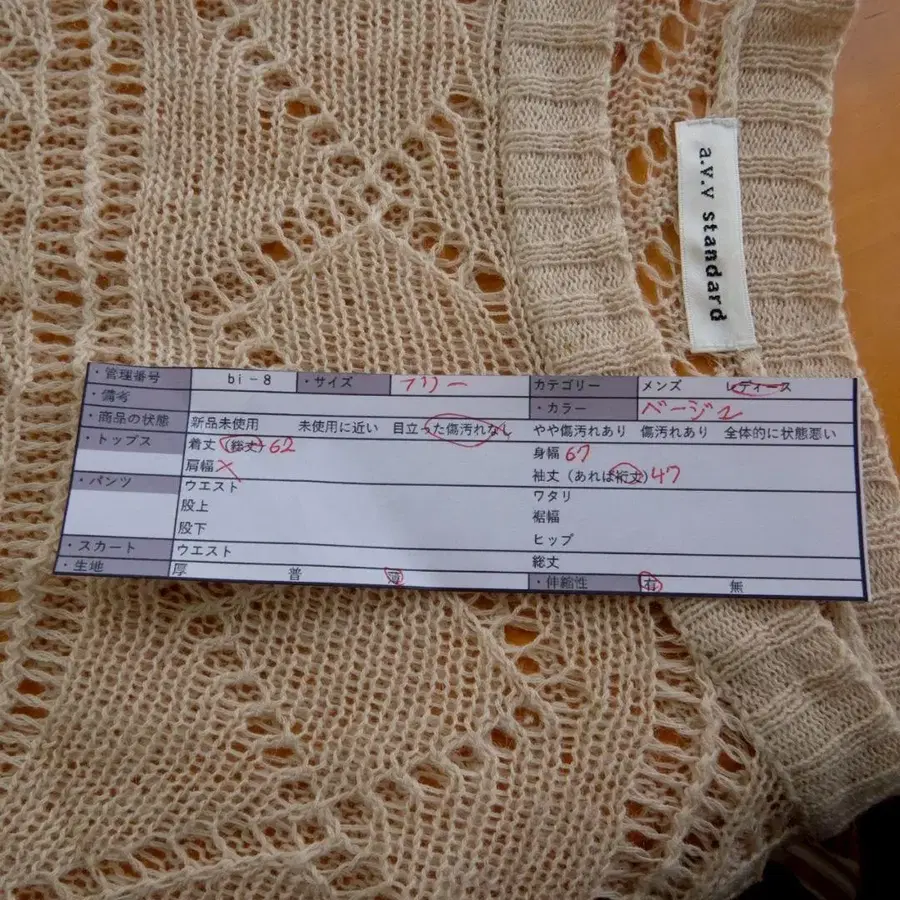 a.v.v standard
・管理番号 bi－8 ・サイズ フリー カテゴリー メンズ レディース
・備考 ・カラー ベージュ
・商品の状態 新品未使用 未使用に近い 目立った傷汚れなし やや傷汚れあり 傷汚れあり 全体的に状態悪い
・トップス 着丈（総丈）62 身幅 67
肩幅 × 袖丈（あれば裄丈）47
・パンツ ウエスト ワタリ
股上 裾幅
股下 ヒップ
・スカート ウエスト 総丈
・生地 厚 普 薄 ・伸縮性 有 無